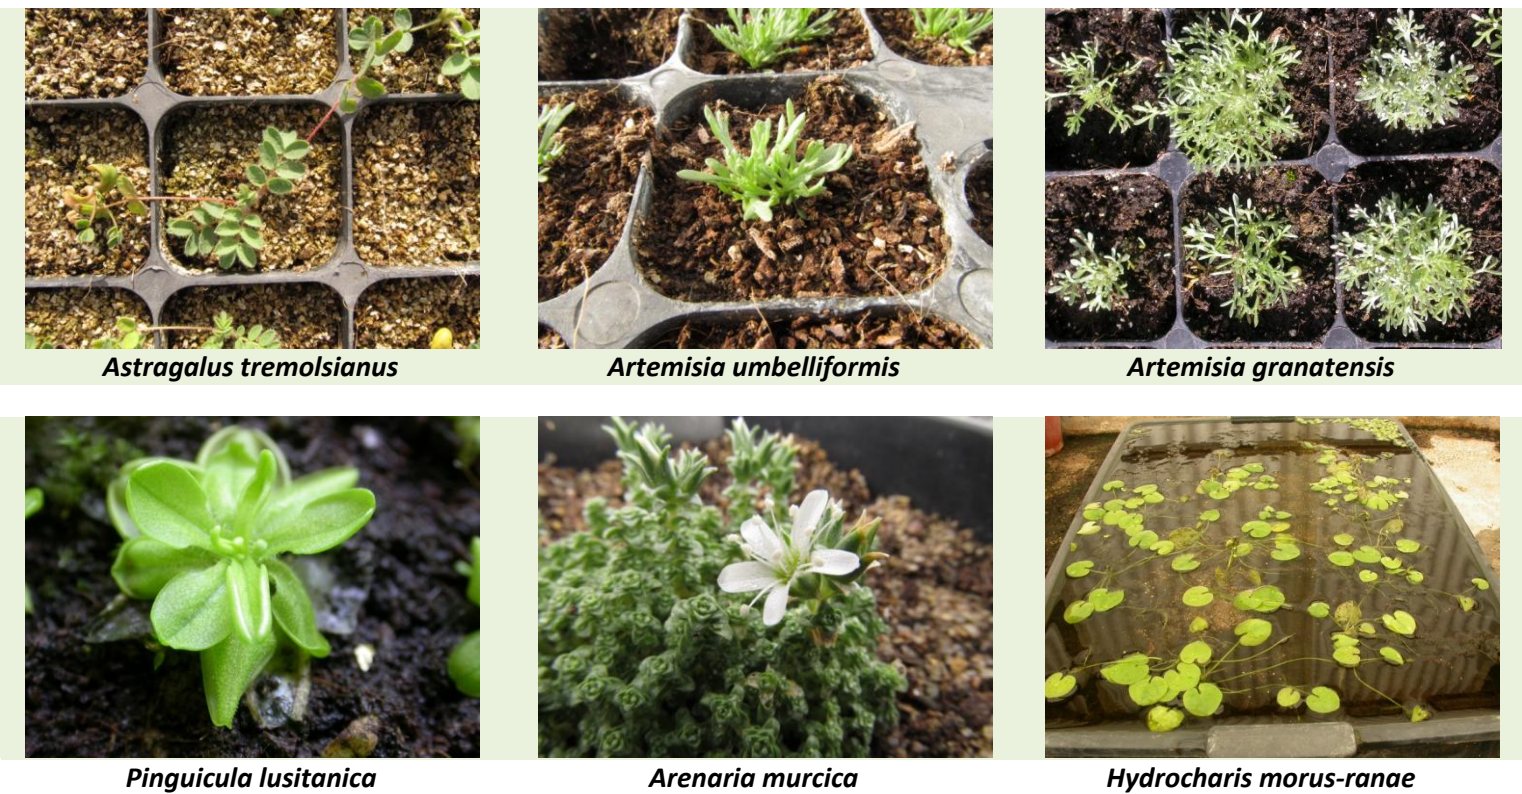 Astragalus tremolsianus
Artemisia umbelliformis
Artemisia granatensis
Pinguicula lusitanica
Arenaria murcica
Hydrocharis morus-ranae